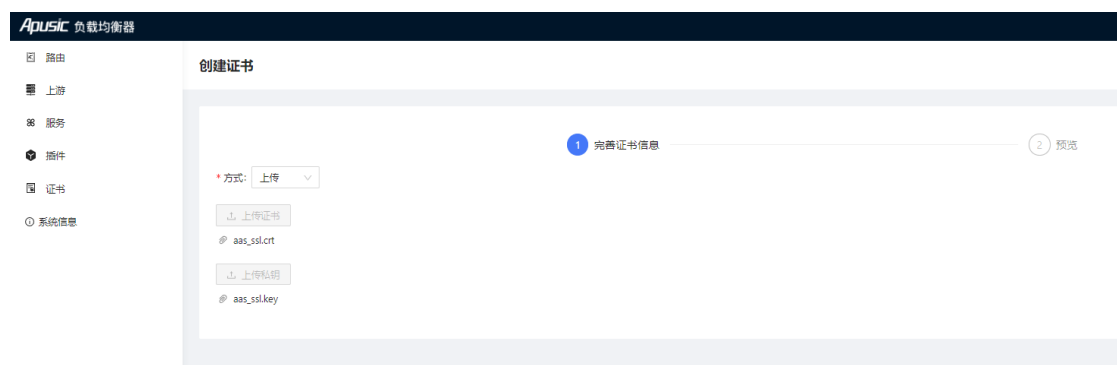 Apusic 负载均衡器
路由
上游
服务
插件
证书
系统信息
创建证书
1 完善证书信息
2 预览
* 方式: 上传
上传证书
aas_ssl.crt
上传私钥
aas_ssl.key